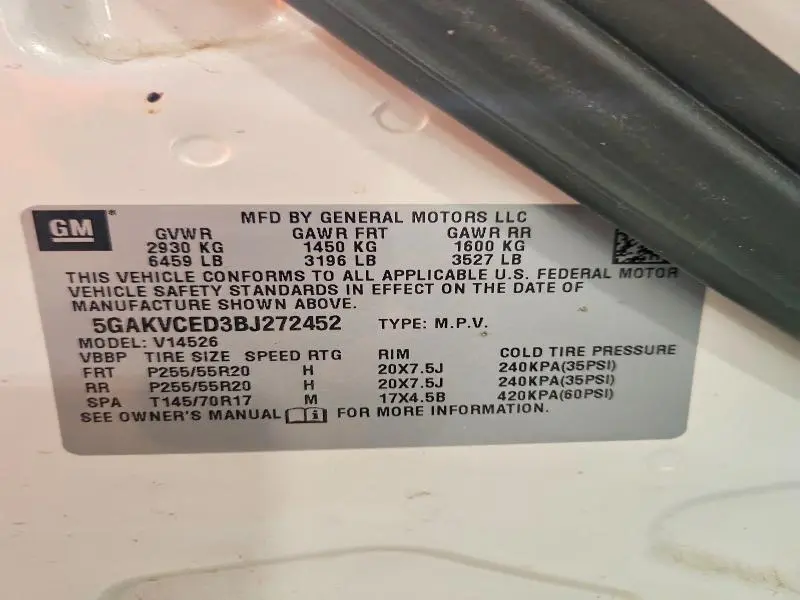 GM® MFD BY GENERAL MOTORS LLC
GVWR GAWR FRT GAWR RR
2930 KG 1450 KG 1600 KG
6459 LB 3196 LB 3527 LB
THIS VEHICLE CONFORMS TO ALL APPLICABLE U.S. FEDERAL MOTOR
VEHICLE SAFETY STANDARDS IN EFFECT ON THE DATE OF
MANUFACTURE SHOWN ABOVE.
5GAKVCED3BJ272452 TYPE: M.P.V.
MODEL: V14526
VBBP TIRE SIZE SPEED RTG RIM COLD TIRE PRESSURE
FRT P255/55R20 H 20X7.5J 240KPA(35PSI)
RR P255/55R20 H 20X7.5J 240KPA(35PSI)
SPA T145/70R17 M 17X4.5B 420KPA(60PSI)
SEE OWNER'S MANUAL FOR MORE INFORMATION.